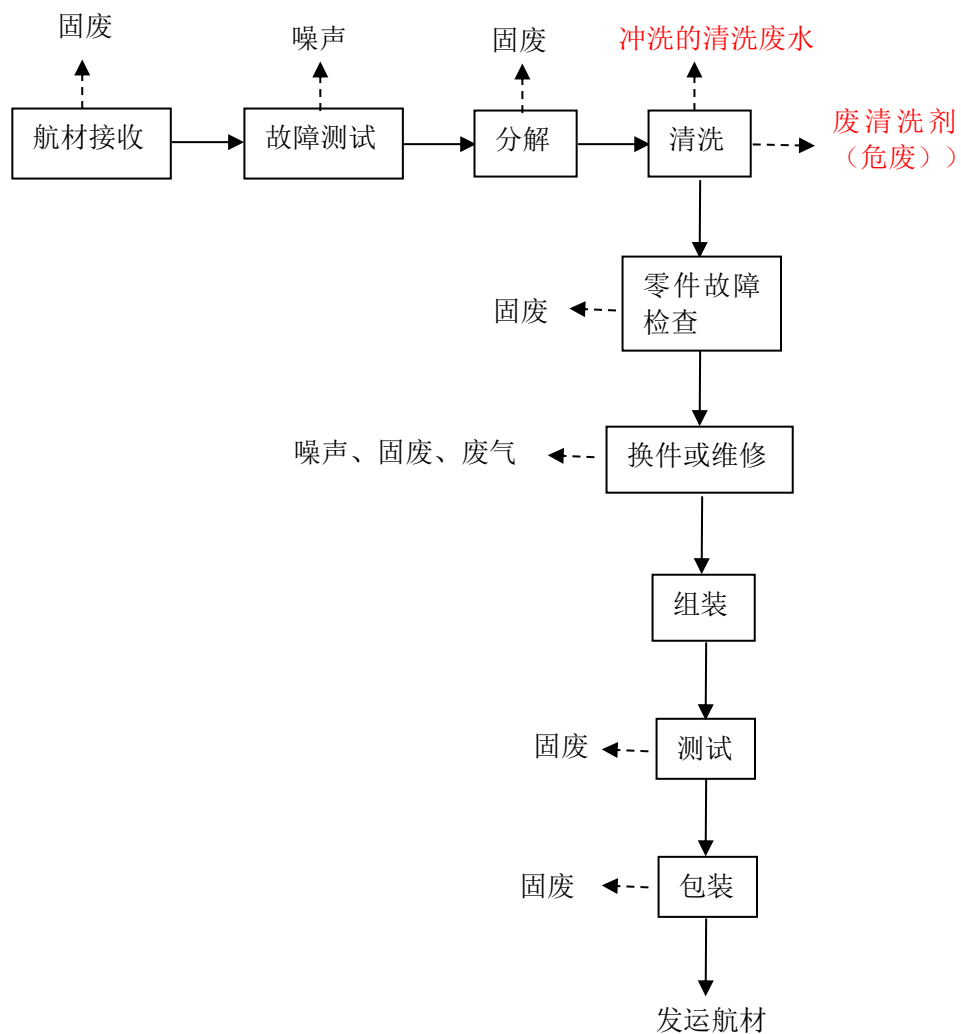 固废
噪声
固废
冲洗的清洗废水
航材接收
故障测试
分解
清洗
废清洗剂
（危废））
零件故障
检查
固废
噪声、固废、废气
换件或维修
组装
固废
测试
固废
包装
发运航材